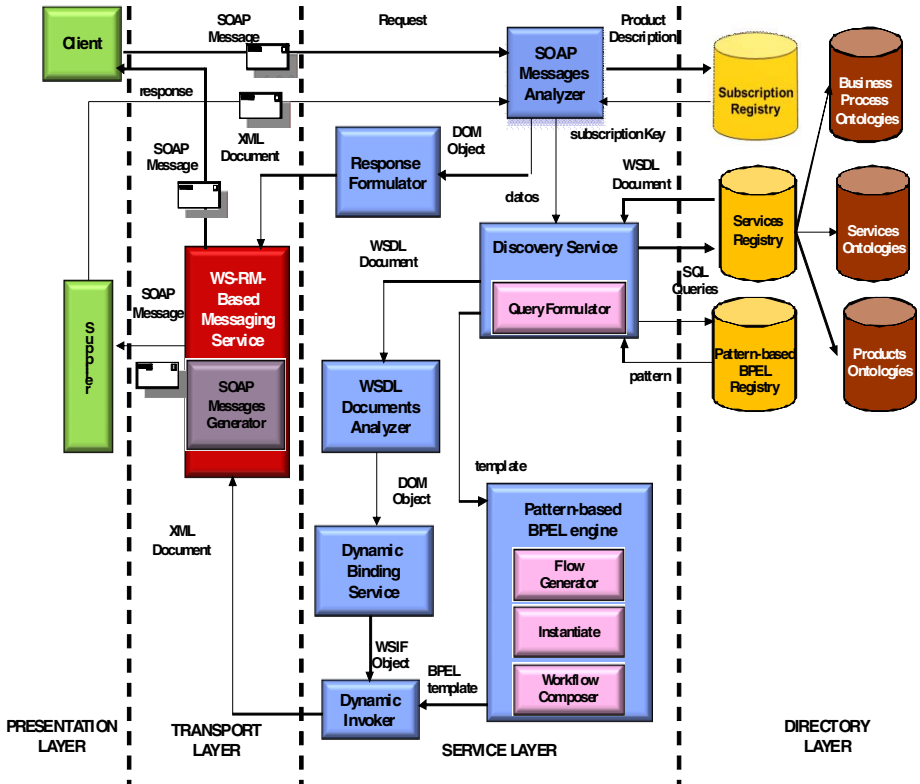 SOAP
Message
Request
Product
Description
Client
SOAP
Messages
Analyzer
Subscription
Registry
Business
Process
Ontologies
response
XML
Document
DOM
Object
subscriptionKey
SOAP
Message
Response
Formulator
datos
WSDL
Document
Services
Registry
Services
Ontologies
WSDL
Document
Discovery Service
Query Formulator
SQL
Queries
WS-RM-
Based
Messaging
Service
SOAP
Message
Supplier
SOAP
Messages
Generator
WSDL
Documents
Analyzer
pattern
Pattern-based
BPEL
Registry
Products
Ontologies
template
DOM
Object
Pattern-based
BPEL engine
XML
Document
Dynamic
Binding
Service
Flow
Generator
Instantiate
WSIF
Object
BPEL
template
Workflow
Composer
Dynamic
Invoker
PRESENTATION
LAYER
TRANSPORT
LAYER
SERVICE LAYER
DIRECTORY
LAYER